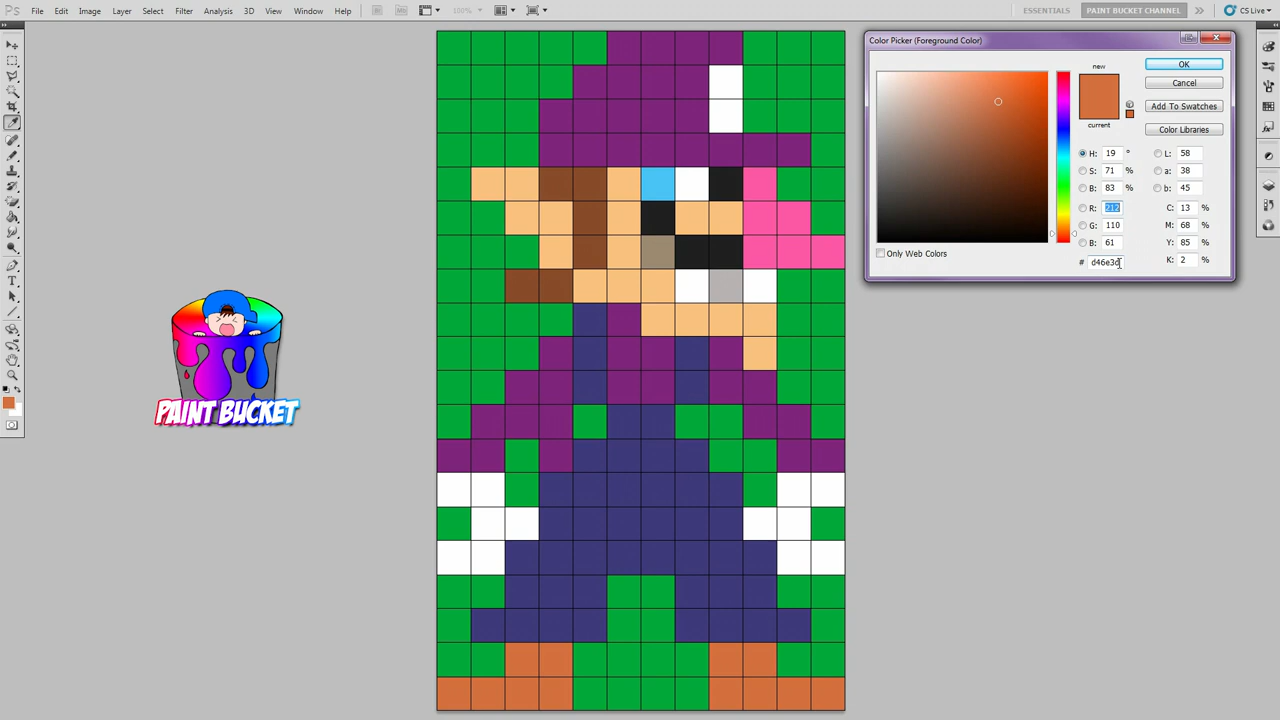 Ps File Edit Image Layer Select Filter Analysis 3D View Window Help 100% ESSENTIALS PAINT BUCKET CHANNEL >> CS Live
Color Picker (Foreground Color)
new
current
OK
Cancel
Add To Swatches
Color Libraries
H: 19 ° L: 58
S: 71 % a: 38
B: 83 % b: 45
R: 212 C: 13 %
G: 110 M: 68 %
B: 61 Y: 85 %
# d46e3d K: 2 %
Only Web Colors
PAINT BUCKET